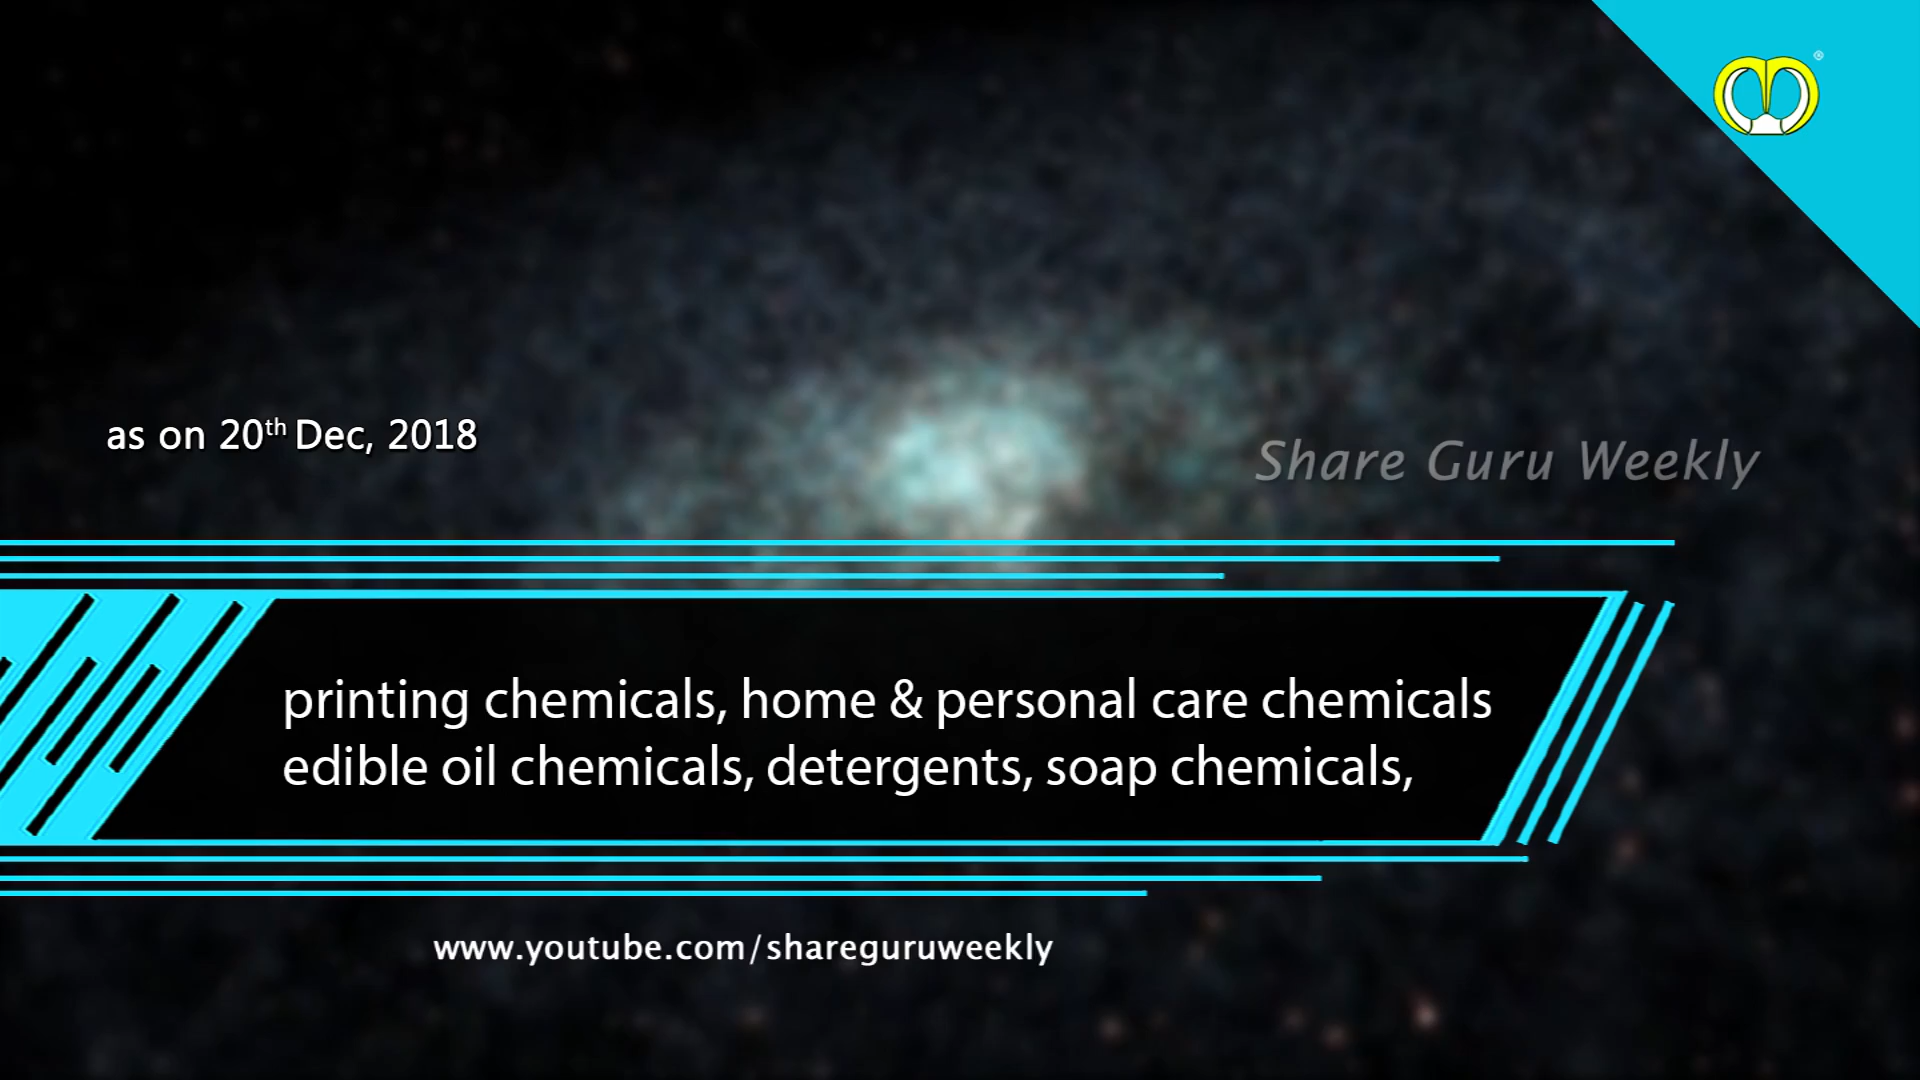 ®
as on 20th Dec, 2018
Share Guru Weekly
printing chemicals, home & personal care chemicals
edible oil chemicals, detergents, soap chemicals,
www.youtube.com/shareguruweekly